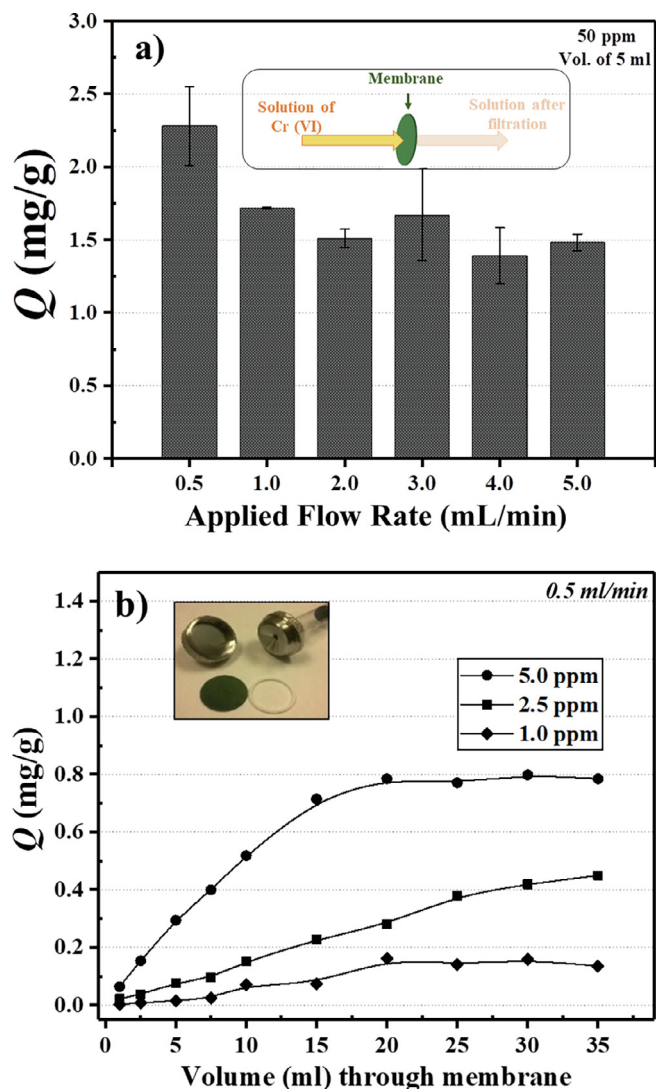 a)
50 ppm
Vol. of 5 ml
Membrane
Solution of
Cr (VI)
Solution after
filtration
3.0
2.5
2.0
1.5
1.0
0.5
0.0
Q (mg/g)
0.5 1.0 2.0 3.0 4.0 5.0
Applied Flow Rate (mL/min)
b)
0.5 ml/min
5.0 ppm
2.5 ppm
1.0 ppm
1.4
1.2
1.0
0.8
0.6
0.4
0.2
0.0
Q (mg/g)
0 5 10 15 20 25 30 35
Volume (ml) through membrane